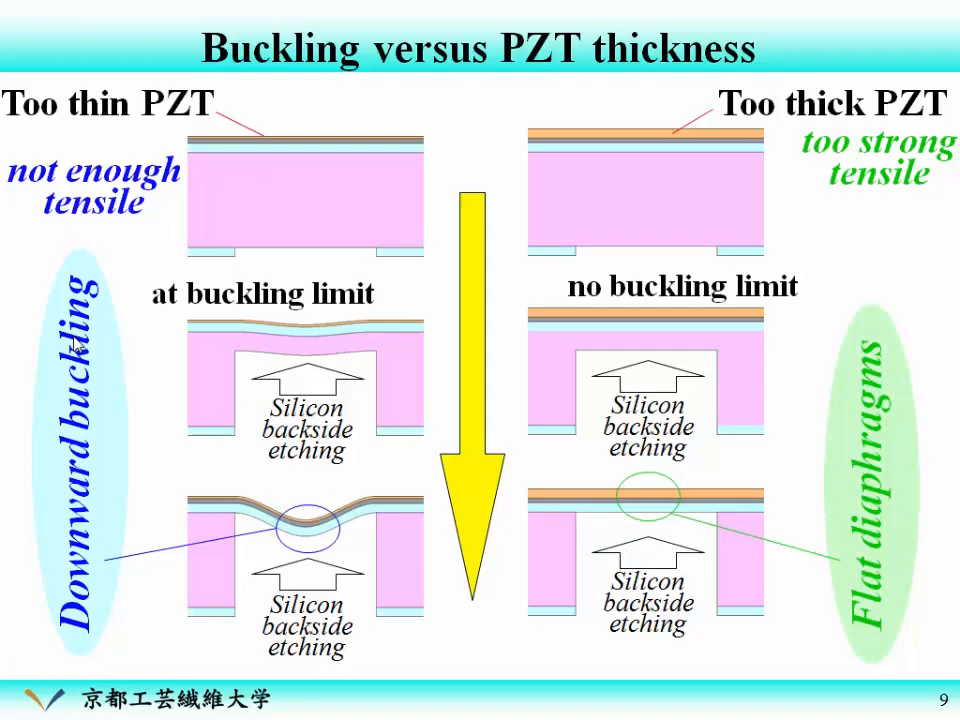 Buckling versus PZT thickness
Too thin PZT
Too thick PZT
not enough
tensile
too strong
tensile
at buckling limit
no buckling limit
Downward buckling
Flat diaphragms
Silicon
backside
etching
Silicon
backside
etching
Silicon
backside
etching
Silicon
backside
etching
京都工芸繊維大学
9